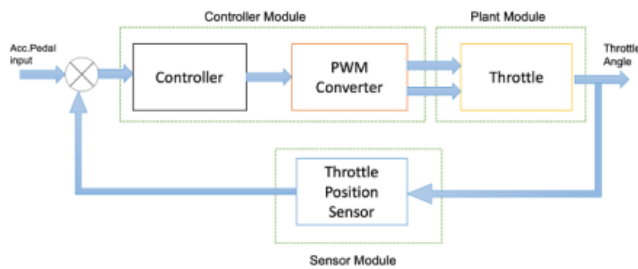 Controller Module
Plant Module
Acc.Pedal
input
Controller
PWM
Converter
Throttle
Throttle
Angle
Throttle
Position
Sensor
Sensor Module